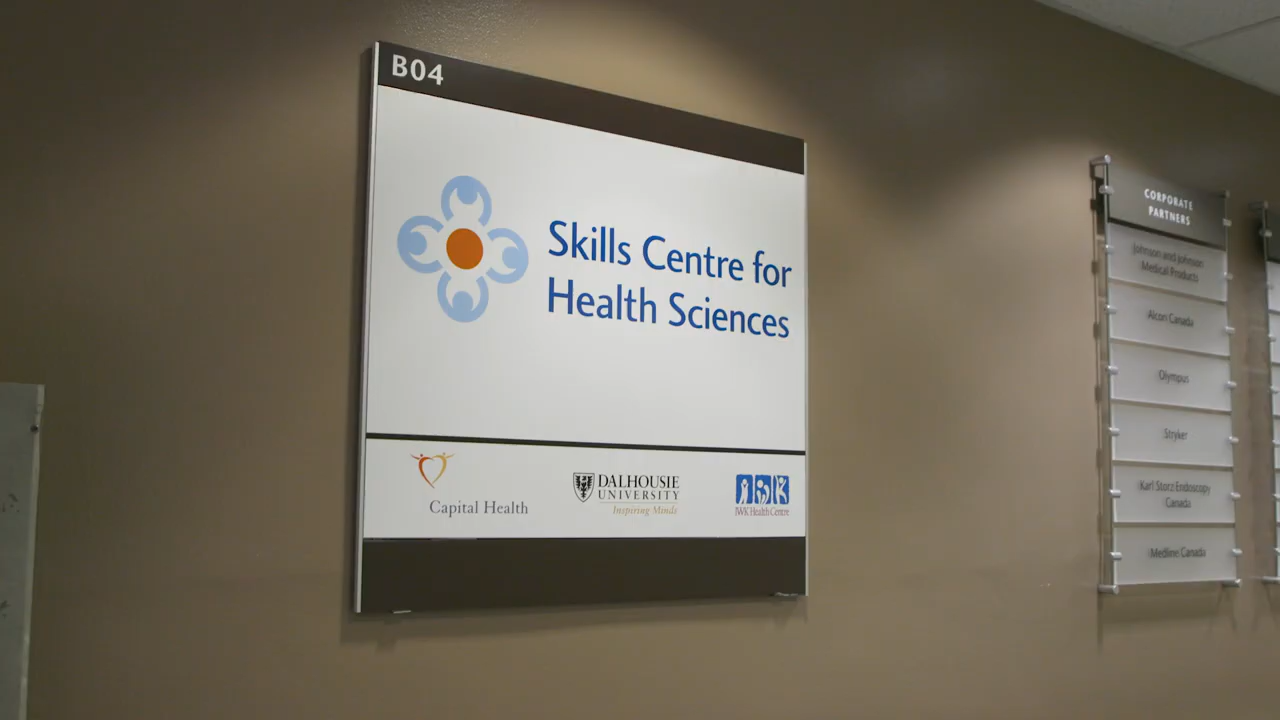 B04
Skills Centre for
Health Sciences
Capital Health
DALHOUSIE
UNIVERSITY
Inspiring Minds
IWK Health Centre
CORPORATE
PARTNERS
Johnson and Johnson
Medical Products
Alcon Canada
Olympus
Stryker
Karl Storz Endoscopy
Canada
Medline Canada